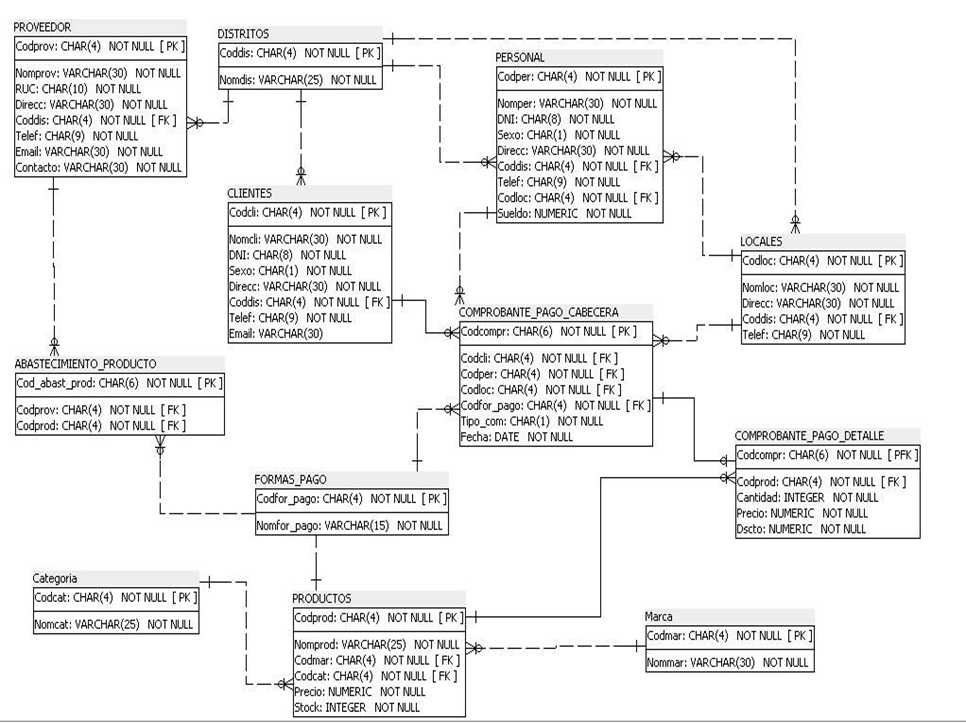 PROVEEDOR
Codprov: CHAR(4) NOT NULL [ PK ]
Nomprov: VARCHAR(30) NOT NULL
RUC: CHAR(10) NOT NULL
Direcc: VARCHAR(30) NOT NULL
Coddis: CHAR(4) NOT NULL [ FK ]
Telef: CHAR(9) NOT NULL
Email: VARCHAR(30) NOT NULL
Contacto: VARCHAR(30) NOT NULL
DISTRITOS
Coddis: CHAR(4) NOT NULL [ PK ]
Nomdis: VARCHAR(25) NOT NULL
PERSONAL
Codper: CHAR(4) NOT NULL [ PK ]
Nomper: VARCHAR(30) NOT NULL
DNI: CHAR(8) NOT NULL
Sexo: CHAR(1) NOT NULL
Direcc: VARCHAR(30) NOT NULL
Coddis: CHAR(4) NOT NULL [ FK ]
Telef: CHAR(9) NOT NULL
Codloc: CHAR(4) NOT NULL [ FK ]
Sueldo: NUMERIC NOT NULL
CLIENTES
Codcli: CHAR(4) NOT NULL [ PK ]
Nomcli: VARCHAR(30) NOT NULL
DNI: CHAR(8) NOT NULL
Sexo: CHAR(1) NOT NULL
Direcc: VARCHAR(30) NOT NULL
Coddis: CHAR(4) NOT NULL [ FK ]
Telef: CHAR(9) NOT NULL
Email: VARCHAR(30)
LOCALES
Codloc: CHAR(4) NOT NULL [ PK ]
Nomloc: VARCHAR(30) NOT NULL
Direcc: VARCHAR(30) NOT NULL
Coddis: CHAR(4) NOT NULL [ FK ]
Telef: CHAR(9) NOT NULL
COMPROBANTE_PAGO_CABECERA
Codcompr: CHAR(6) NOT NULL [ PK ]
Codcli: CHAR(4) NOT NULL [ FK ]
Codper: CHAR(4) NOT NULL [ FK ]
Codloc: CHAR(4) NOT NULL [ FK ]
Codfor_pago: CHAR(4) NOT NULL [ FK ]
Tipo_com: CHAR(1) NOT NULL
Fecha: DATE NOT NULL
ABASTECIMIENTO_PRODUCTO
Cod_abast_prod: CHAR(6) NOT NULL [ PK ]
Codprov: CHAR(4) NOT NULL [ FK ]
Codprod: CHAR(4) NOT NULL [ FK ]
COMPROBANTE_PAGO_DETALLE
Codcompr: CHAR(6) NOT NULL [ PFK ]
Codprod: CHAR(4) NOT NULL [ FK ]
Cantidad: INTEGER NOT NULL
Precio: NUMERIC NOT NULL
Dscto: NUMERIC NOT NULL
FORMAS_PAGO
Codfor_pago: CHAR(4) NOT NULL [ PK ]
Nomfor_pago: VARCHAR(15) NOT NULL
Categoria
Codcat: CHAR(4) NOT NULL [ PK ]
Nomcat: VARCHAR(25) NOT NULL
PRODUCTOS
Codprod: CHAR(4) NOT NULL [ PK ]
Nomprod: VARCHAR(25) NOT NULL
Codmar: CHAR(4) NOT NULL [ FK ]
Codcat: CHAR(4) NOT NULL [ FK ]
Precio: NUMERIC NOT NULL
Stock: INTEGER NOT NULL
Marca
Codmar: CHAR(4) NOT NULL [ PK ]
Nommar: VARCHAR(30) NOT NULL